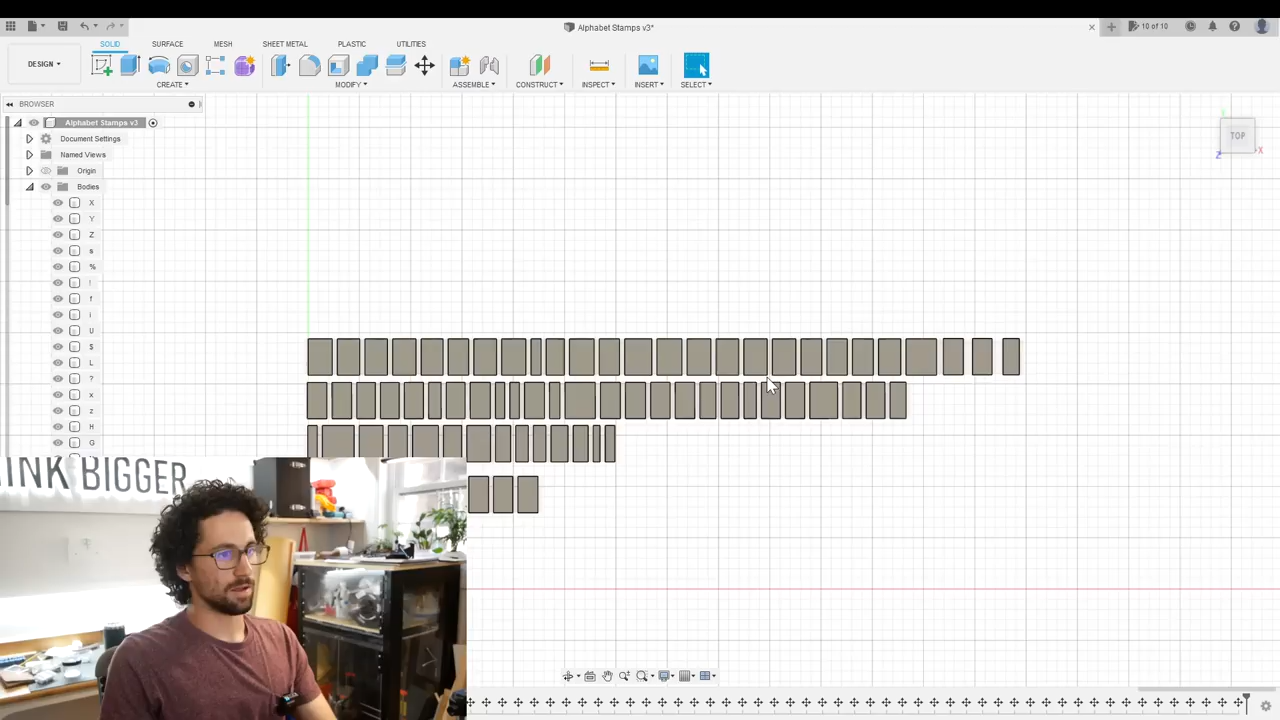 Alphabet Stamps v3*
10 of 10
DESIGN
SOLID
SURFACE
MESH
SHEET METAL
PLASTIC
UTILITIES
CREATE
MODIFY
ASSEMBLE
CONSTRUCT
INSPECT
INSERT
SELECT
BROWSER
Alphabet Stamps v3
Document Settings
Named Views
Origin
Bodies
X
Y
Z
s
%
!
f
i
U
$
L
?
x
z
H
G
TOP
X
Z
INK BIGGER